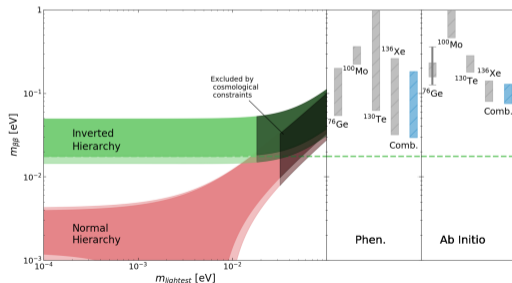 1
10⁻¹
10⁻²
10⁻³
m_ββ [eV]
10⁻⁴
10⁻³
10⁻²
m_lightest [eV]
Excluded by
cosmological
constraints
Inverted
Hierarchy
Normal
Hierarchy
⁷⁶Ge
¹⁰⁰Mo
¹³⁰Te
¹³⁶Xe
Comb.
Phen.
⁷⁶Ge
¹⁰⁰Mo
¹³⁰Te
¹³⁶Xe
Comb.
Ab Initio